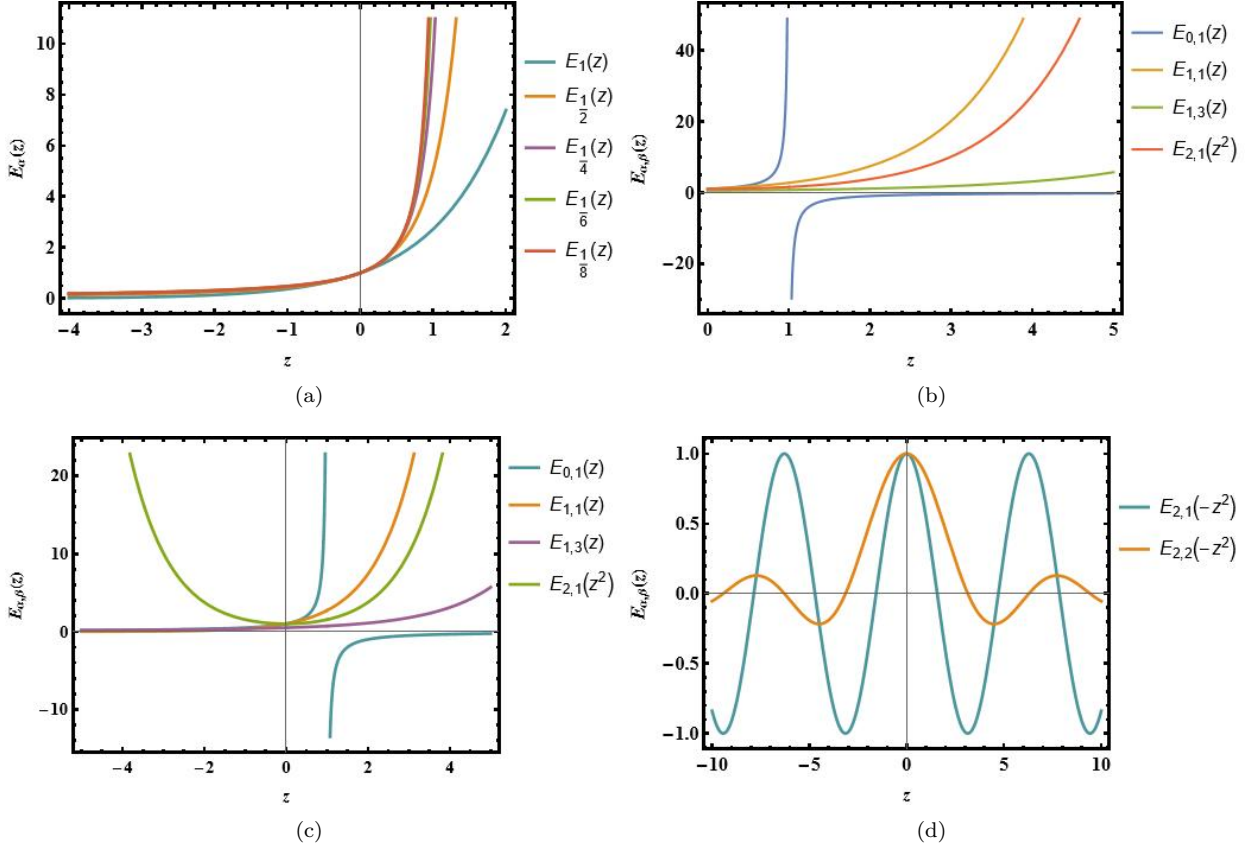 10
8
6
4
2
0
E_α(z)
−4 −3 −2 −1 0 1 2
z
E_1(z)
E_{1/2}(z)
E_{1/4}(z)
E_{1/6}(z)
E_{1/8}(z)
(a)
40
20
0
−20
E_{α,β}(z)
0 1 2 3 4 5
z
E_{0,1}(z)
E_{1,1}(z)
E_{1,3}(z)
E_{2,1}(z²)
(b)
20
10
0
−10
E_{α,β}(z)
−4 −2 0 2 4
z
E_{0,1}(z)
E_{1,1}(z)
E_{1,3}(z)
E_{2,1}(z²)
(c)
1.0
0.5
0.0
−0.5
−1.0
E_{α,β}(z)
−10 −5 0 5 10
z
E_{2,1}(−z²)
E_{2,2}(−z²)
(d)